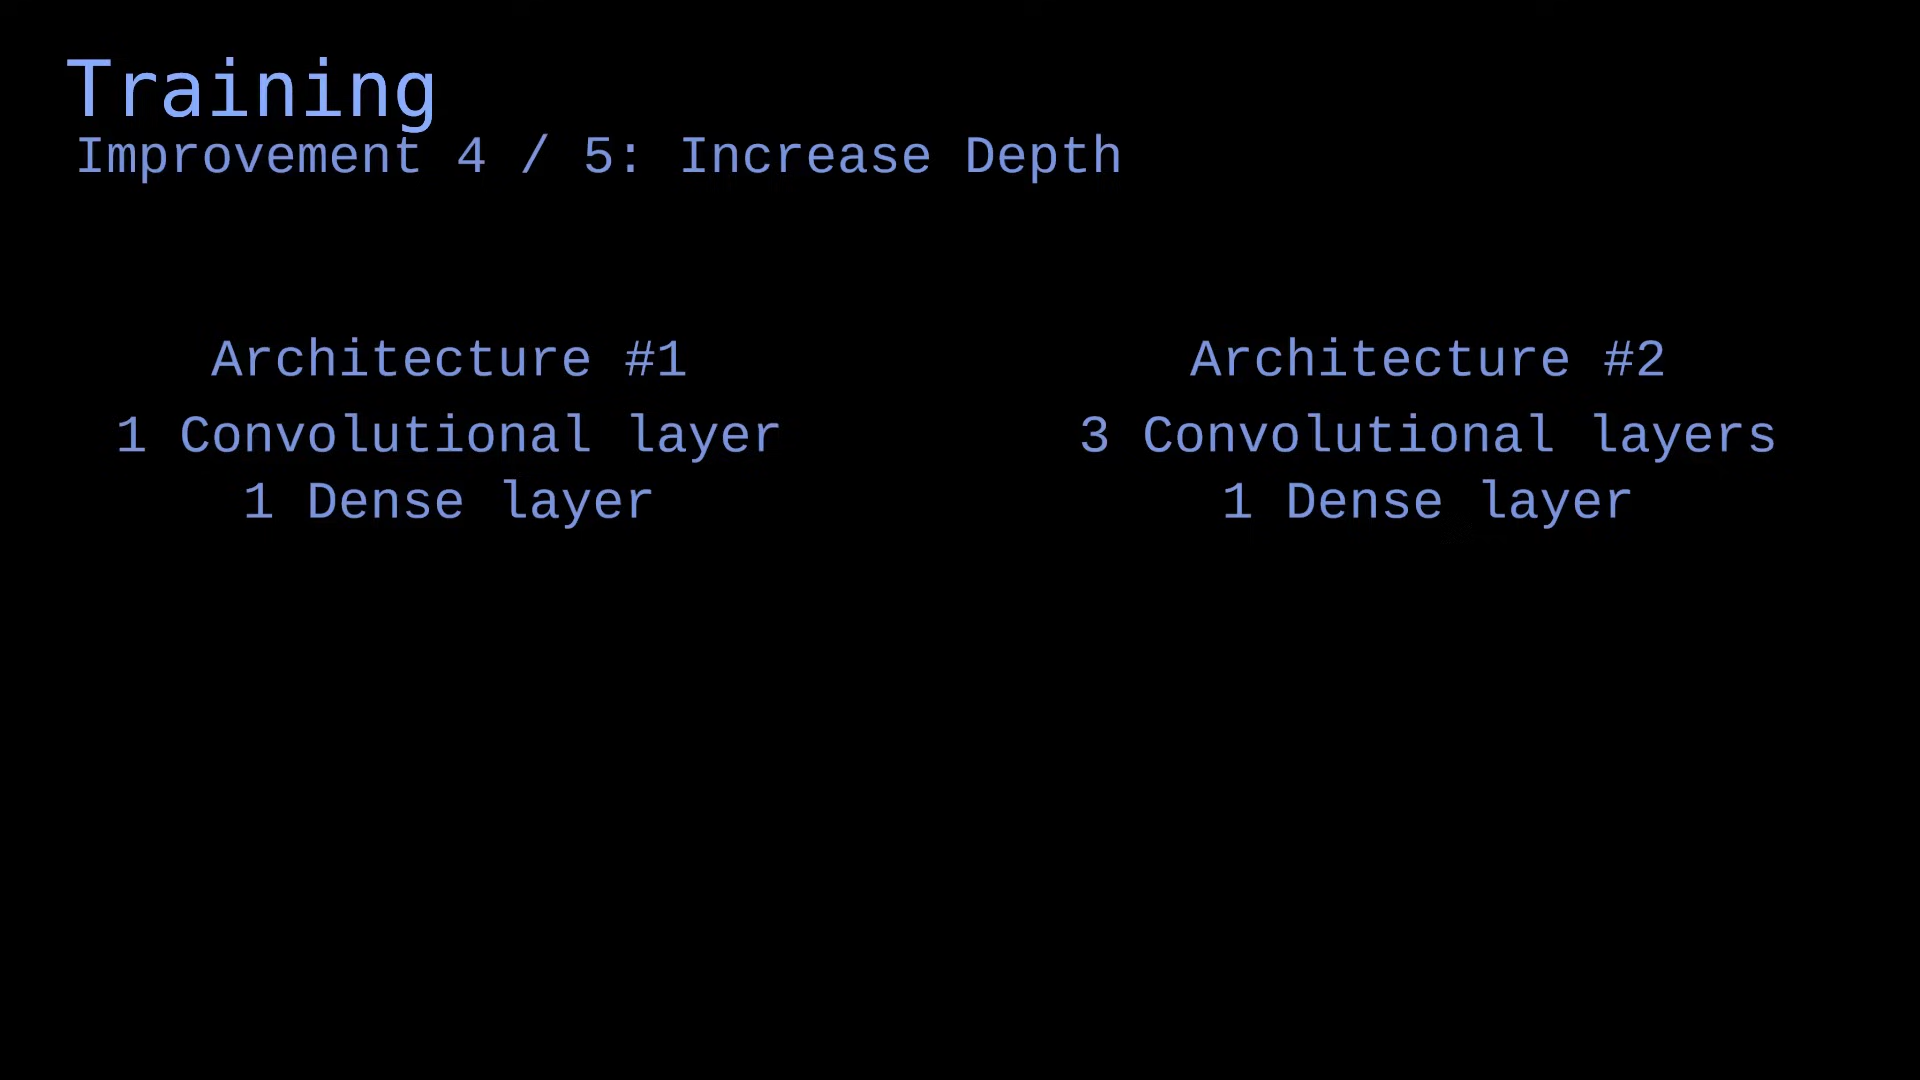 Training
Improvement 4 / 5: Increase Depth
Architecture #1
1 Convolutional layer
1 Dense layer
Architecture #2
3 Convolutional layers
1 Dense layer